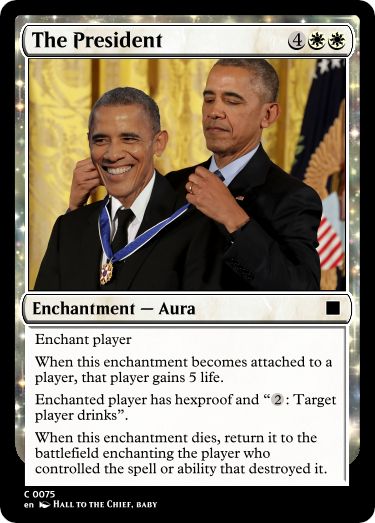 The President 4
Enchantment — Aura
Enchant player
When this enchantment becomes attached to a
player, that player gains 5 life.
Enchanted player has hexproof and “2: Target
player drinks”.
When this enchantment dies, return it to the
battlefield enchanting the player who
controlled the spell or ability that destroyed it.
C 0075
en Hall to the Chief, baby